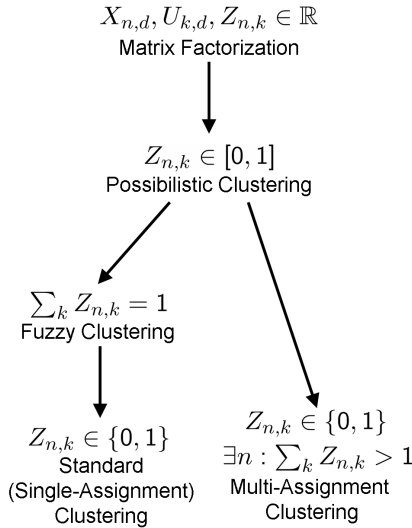 X_{n,d}, U_{k,d}, Z_{n,k} ∈ ℝ
Matrix Factorization
Z_{n,k} ∈ [0, 1]
Possibilistic Clustering
∑_k Z_{n,k} = 1
Fuzzy Clustering
Z_{n,k} ∈ {0, 1}
Standard
(Single-Assignment)
Clustering
Z_{n,k} ∈ {0, 1}
∃n : ∑_k Z_{n,k} > 1
Multi-Assignment
Clustering